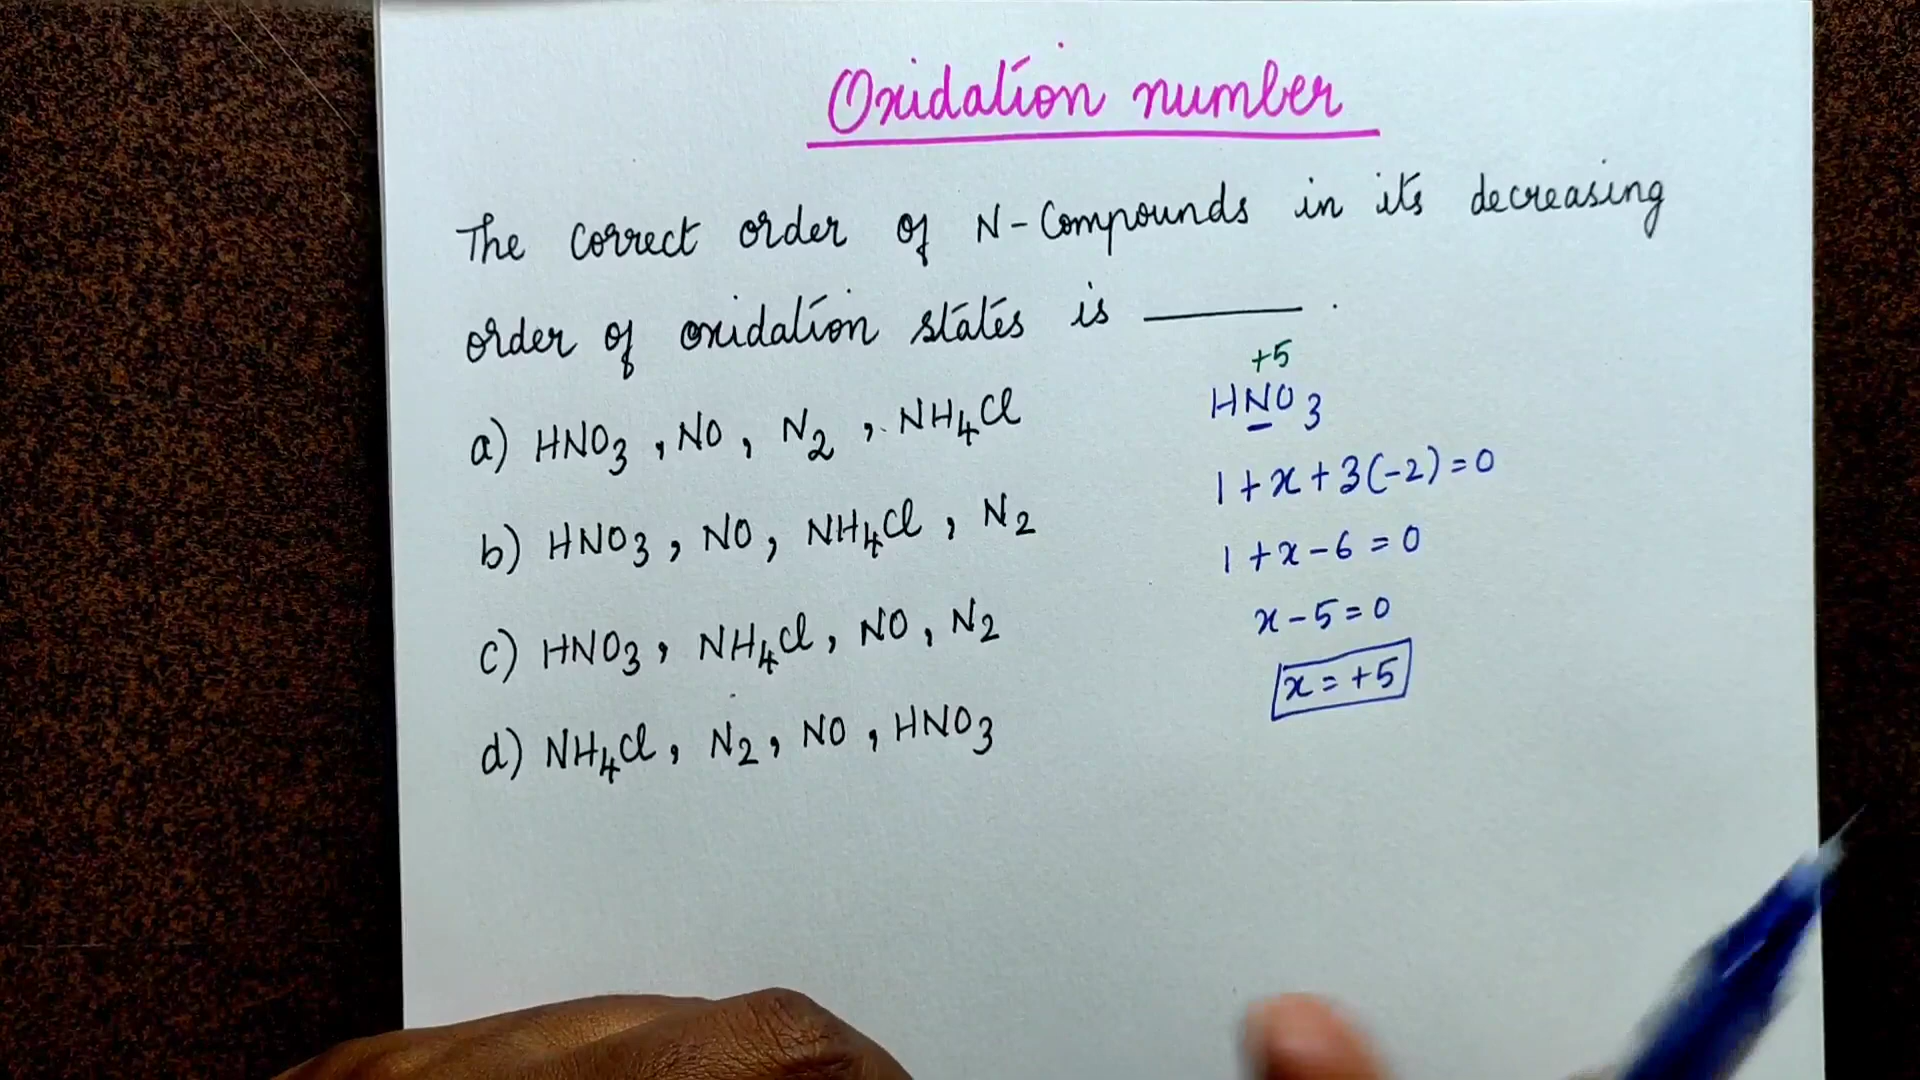 Oxidation number
The correct order of N-Compounds in its decreasing
order of oxidation states is ______ .
a) HNO₃, NO, N₂, NH₄Cl
b) HNO₃, NO, NH₄Cl, N₂
c) HNO₃, NH₄Cl, NO, N₂
d) NH₄Cl, N₂, NO, HNO₃
+5
HNO₃
1+x+3(-2)=0
1+x-6=0
x-5=0
x=+5